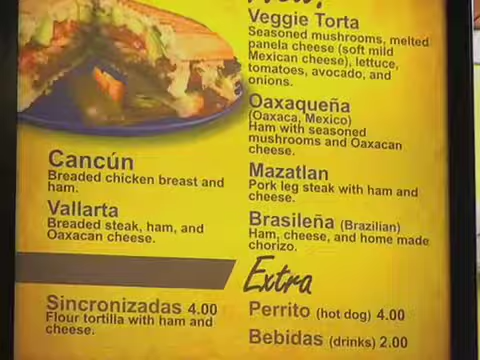 New!
Veggie Torta
Seasoned mushrooms, melted
panela cheese (soft mild
Mexican cheese), lettuce,
tomatoes, avocado, and
onions.
Oaxaqueña
(Oaxaca, Mexico)
Ham with seasoned
mushrooms and Oaxacan
cheese.
Cancún
Breaded chicken breast and
ham.
Mazatlan
Pork leg steak with ham and
cheese.
Vallarta
Breaded steak, ham, and
Oaxacan cheese.
Brasileña (Brazilian)
Ham, cheese, and home made
chorizo.
Extra
Sincronizadas 4.00
Flour tortilla with ham and
cheese.
Perrito (hot dog) 4.00
Bebidas (drinks) 2.00